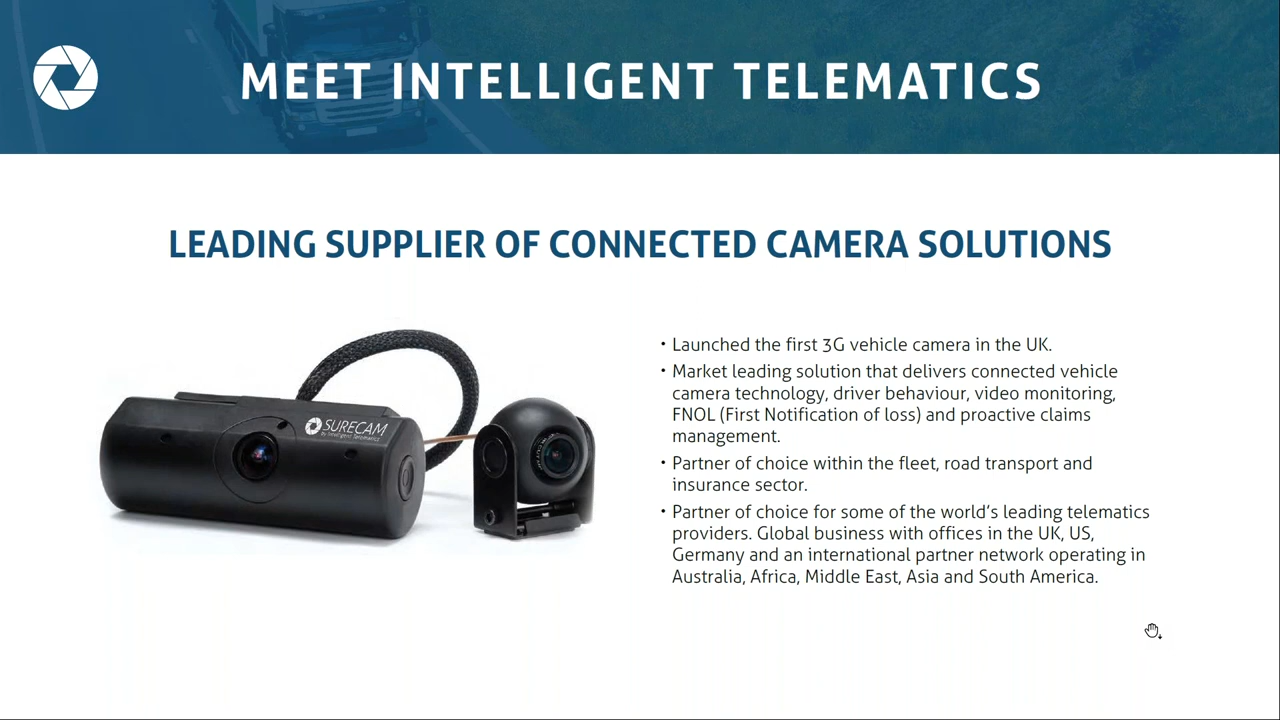 MEET INTELLIGENT TELEMATICS
LEADING SUPPLIER OF CONNECTED CAMERA SOLUTIONS
SURECAM
By Intelligent Telematics
• Launched the first 3G vehicle camera in the UK.
• Market leading solution that delivers connected vehicle
camera technology, driver behaviour, video monitoring,
FNOL (First Notification of loss) and proactive claims
management.
• Partner of choice within the fleet, road transport and
insurance sector.
• Partner of choice for some of the world’s leading telematics
providers. Global business with offices in the UK, US,
Germany and an international partner network operating in
Australia, Africa, Middle East, Asia and South America.